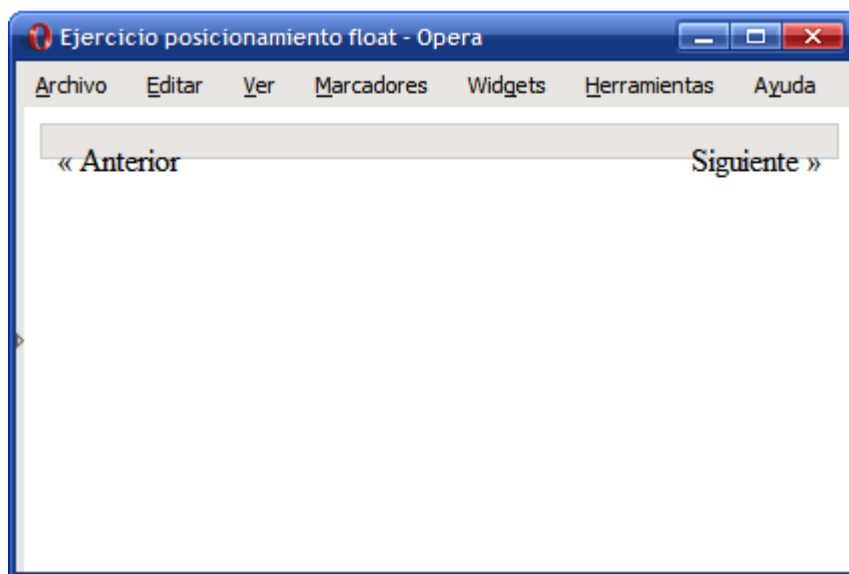 Ejercicio posicionamiento float - Opera
Archivo Editar Ver Marcadores Widgets Herramientas Ayuda
« Anterior Siguiente »